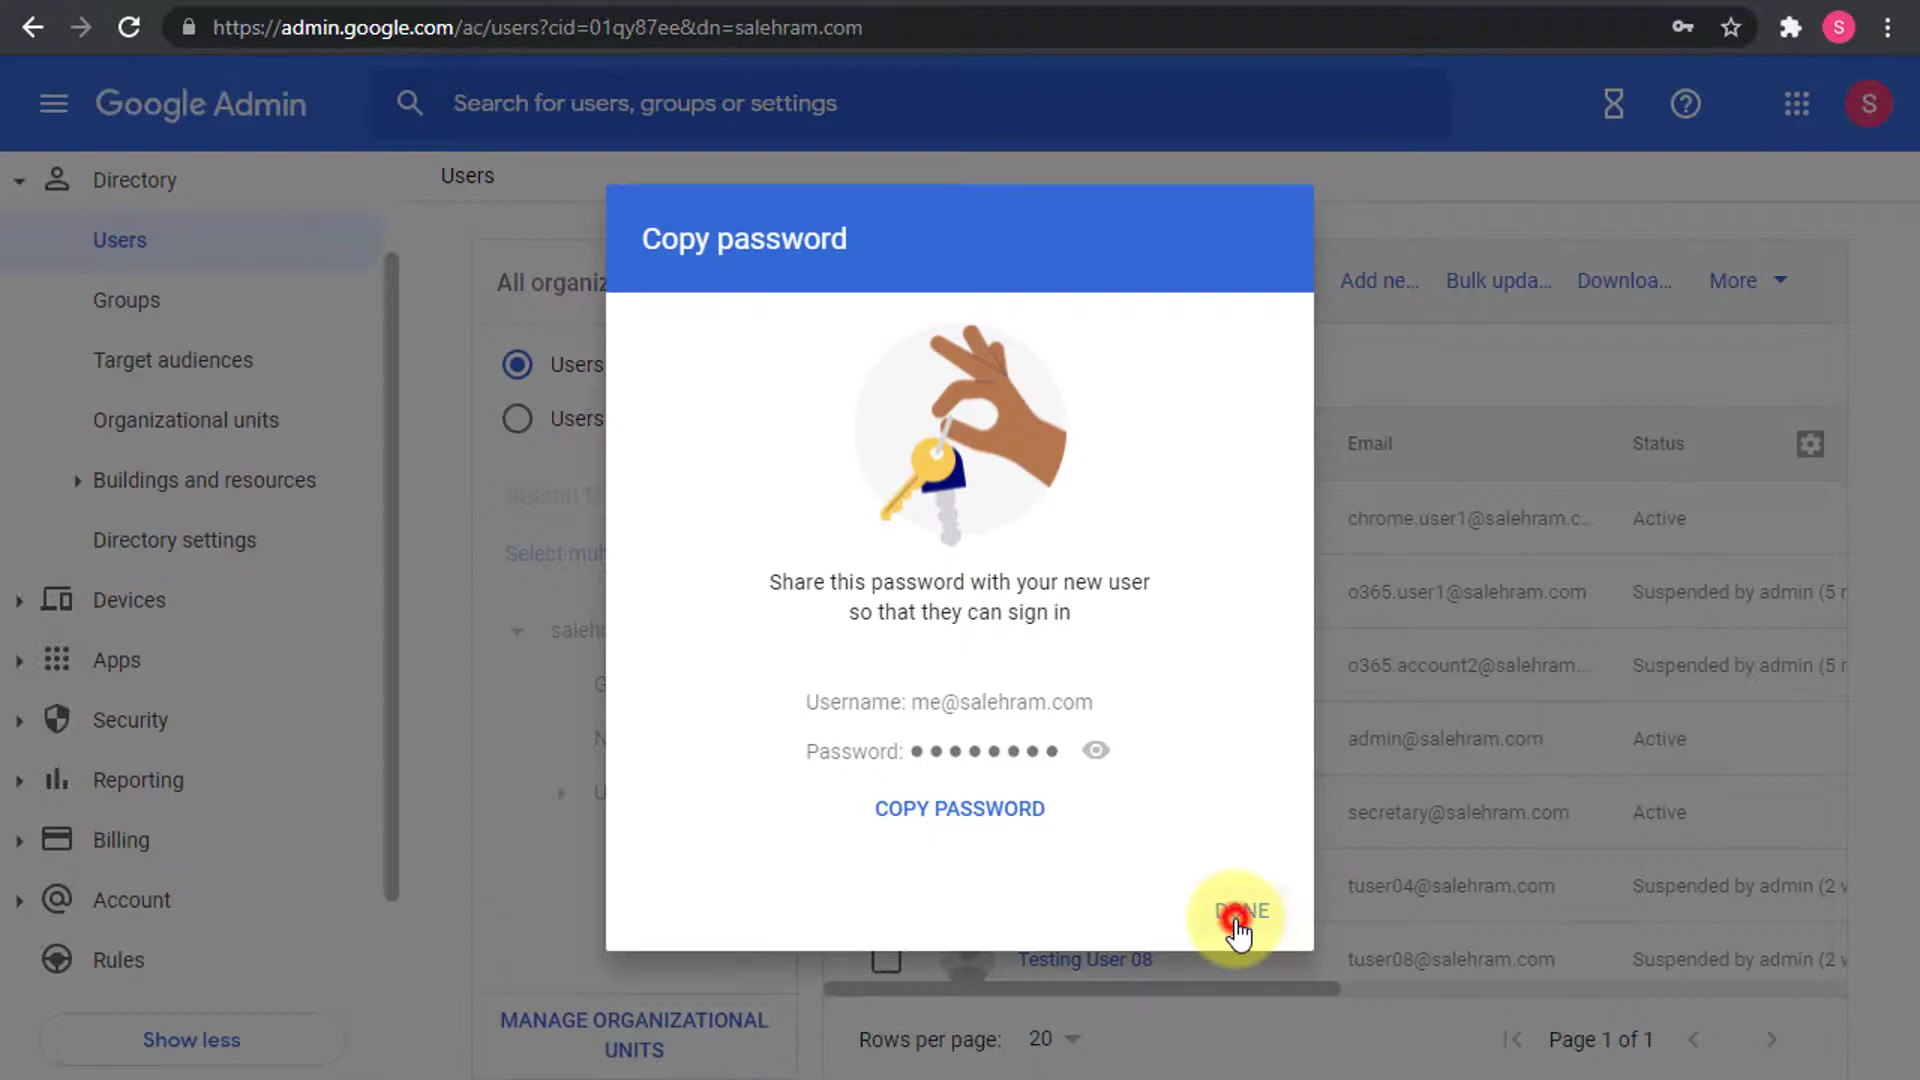 https://admin.google.com/ac/users?cid=01qy87ee&dn=salehram.com
S
Google Admin
Search for users, groups or settings
S
Directory
Users
Groups
Target audiences
Organizational units
Buildings and resources
Directory settings
Devices
Apps
Security
Reporting
Billing
Account
Rules
Show less
Users
All organiz
Users
Users
Select mul
saleh
MANAGE ORGANIZATIONAL
UNITS
Add ne...
Bulk upda...
Downloa...
More
Email
Status
chrome.user1@salehram.c...
Active
o365.user1@salehram.com
Suspended by admin (5
o365.account2@salehram...
Suspended by admin (5
admin@salehram.com
Active
secretary@salehram.com
Active
tuser04@salehram.com
Suspended by admin (2
Testing User 08
tuser08@salehram.com
Suspended by admin (2
Rows per page:
20
Page 1 of 1
Copy password
Share this password with your new user
so that they can sign in
Username: me@salehram.com
Password: ••••••••
COPY PASSWORD
DONE